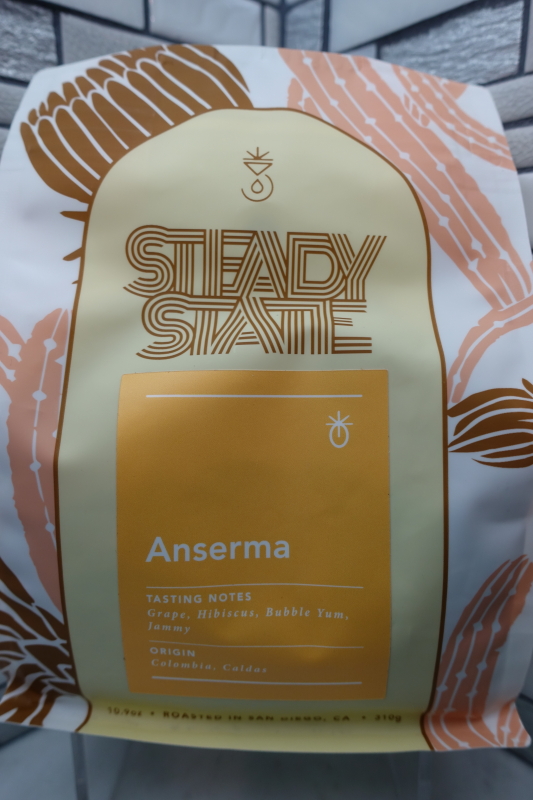 STEADY
STATE
Anserma
TASTING NOTES
Grape, Hibiscus, Bubble Yum,
Jammy
ORIGIN
Colombia, Caldas
10.9oz • ROASTED IN SAN DIEGO, CA • 310g